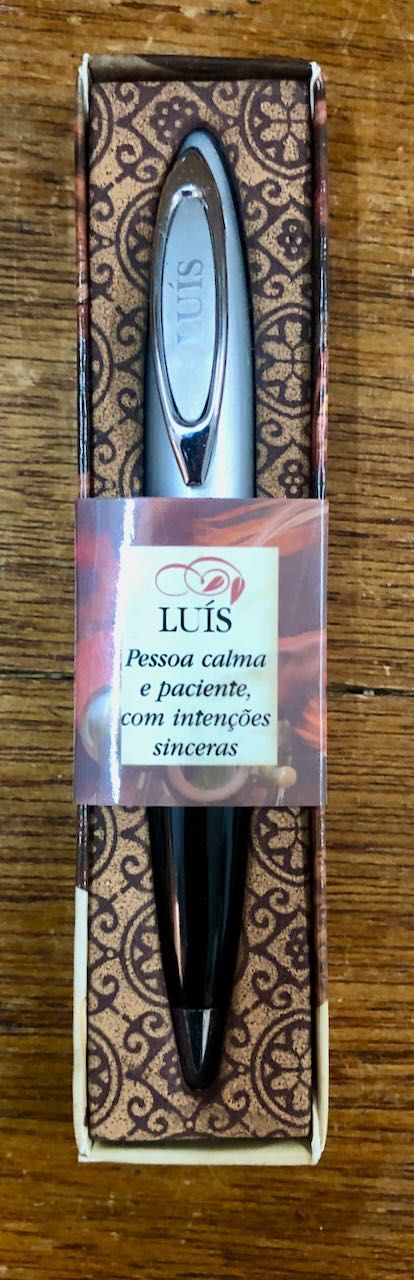 LUÍS
LUÍS
Pessoa calma
e paciente,
com intenções
sinceras